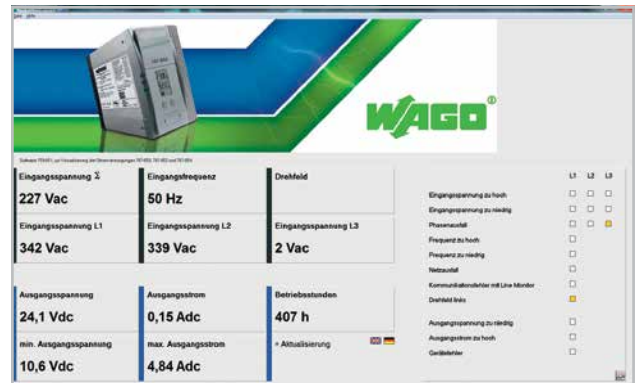 WAGO
Eingangsspannung Σ
Eingangsfrequenz
Drehfeld
227 Vac
50 Hz
Eingangsspannung L1
Eingangsspannung L2
Eingangsspannung L3
342 Vac
339 Vac
2 Vac
Ausgangsspannung
Ausgangsstrom
Betriebsstunden
24,1 Vdc
0,15 Adc
407 h
min. Ausgangsspannung
max. Ausgangsstrom
Aktualisierung
10,6 Vdc
4,84 Adc
L1 L2 L3
Eingangsspannung zu hoch
Eingangsspannung zu niedrig
Phasenausfall
Frequenz zu hoch
Frequenz zu niedrig
Netzausfall
Kommunikationsfehler mit Line Monitor
Drehfeld links
Ausgangsspannung zu niedrig
Ausgangsstrom zu hoch
Gerätefehler